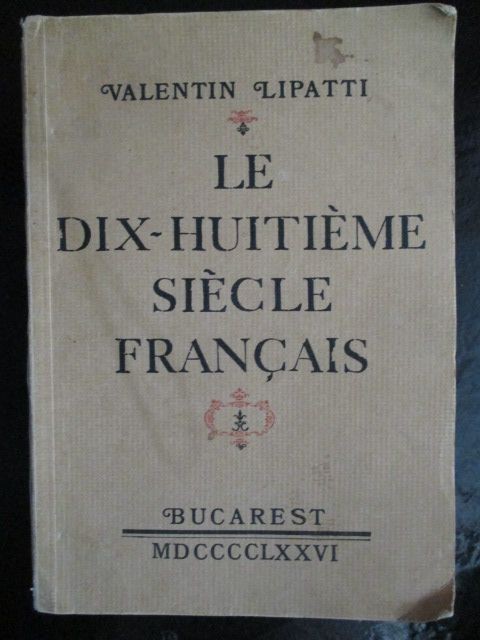 VALENTIN LIPATTI
LE
DIX-HUITIÈME
SIÈCLE
FRANÇAIS
BUCAREST
MDCCCCLXXVI